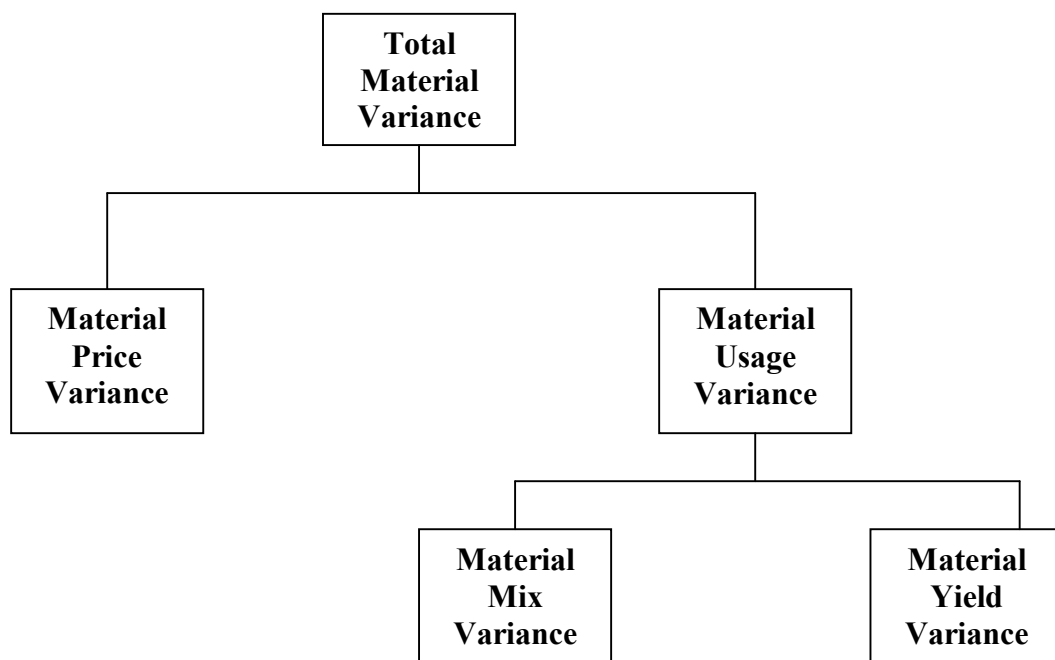 Total
Material
Variance
Material
Price
Variance
Material
Usage
Variance
Material
Mix
Variance
Material
Yield
Variance